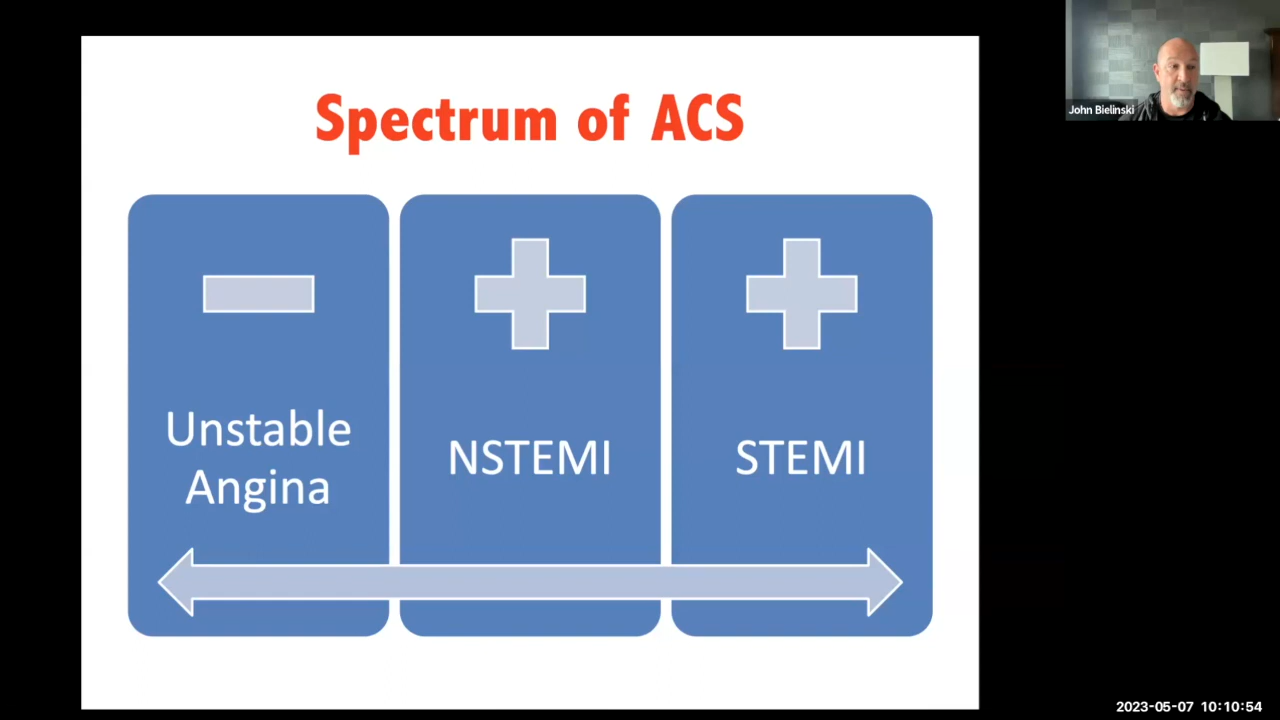 Spectrum of ACS
Unstable
Angina
NSTEMI
STEMI
John Bielinski
2023-05-07 10:10:54